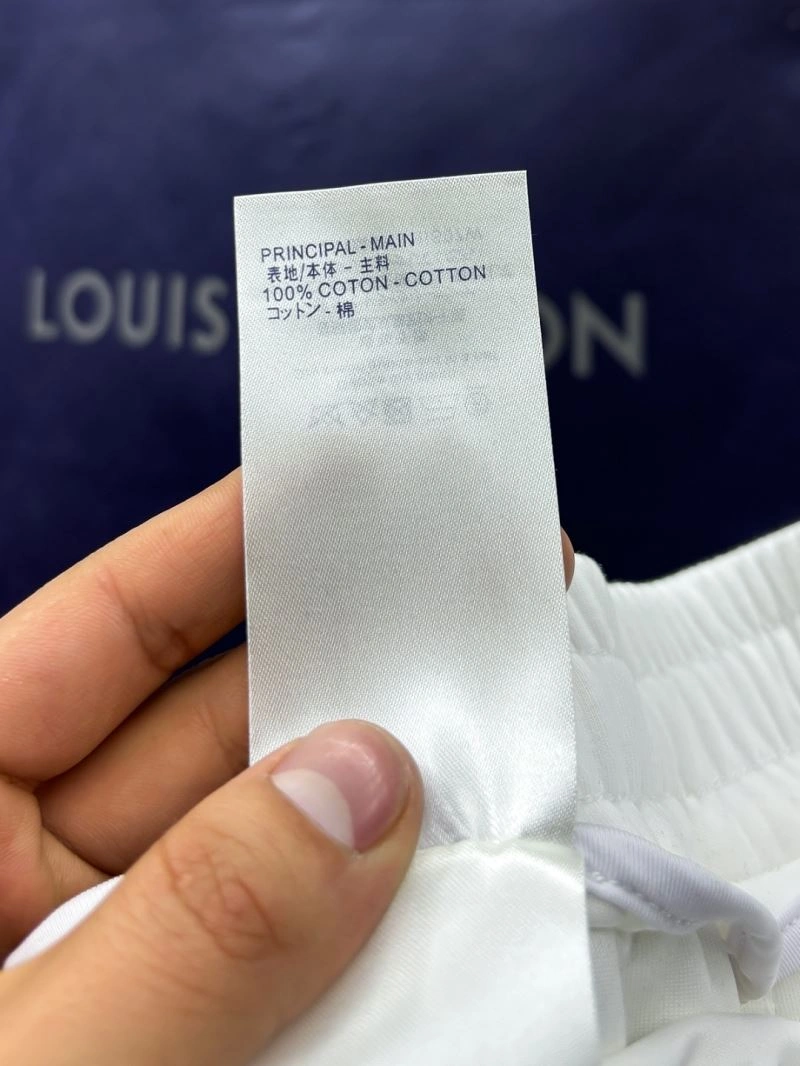 PRINCIPAL - MAIN
表地/本体 - 主料
100% COTON - COTTON
コットン - 棉
LOUIS
ON